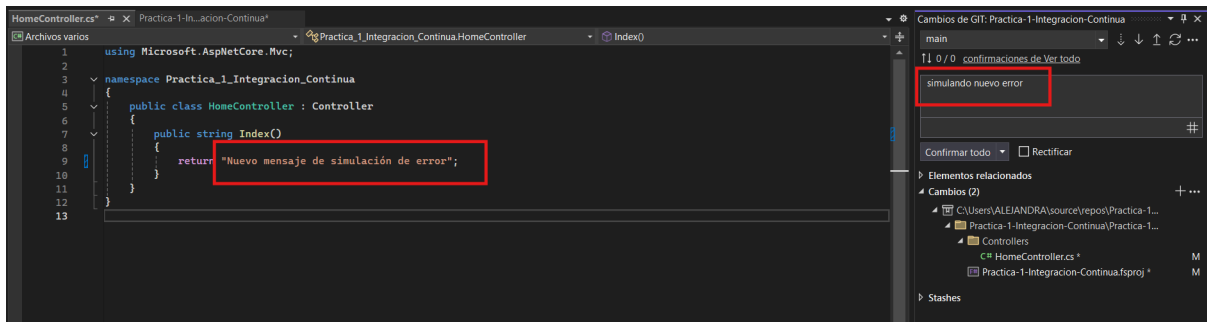 HomeController.cs* Practica-1-In...acion-Continua*
Archivos varios Practica_1_Integracion_Continua.HomeController Index()
1 using Microsoft.AspNetCore.Mvc;
2
3 namespace Practica_1_Integracion_Continua
4 {
5 public class HomeController : Controller
6 {
7 public string Index()
8 {
9 return "Nuevo mensaje de simulación de error";
10 }
11 }
12 }
13
Cambios de GIT: Practica-1-Integracion-Continua
main
0 / 0 confirmaciones de Ver todo
simulando nuevo error
#
Confirmar todo Rectificar
Elementos relacionados
Cambios (2)
C:\Users\ALEJANDRA\source\repos\Practica-1...
Practica-1-Integracion-Continua\Practica-1...
Controllers
C# HomeController.cs * M
Practica-1-Integracion-Continua.fsproj * M
Stashes